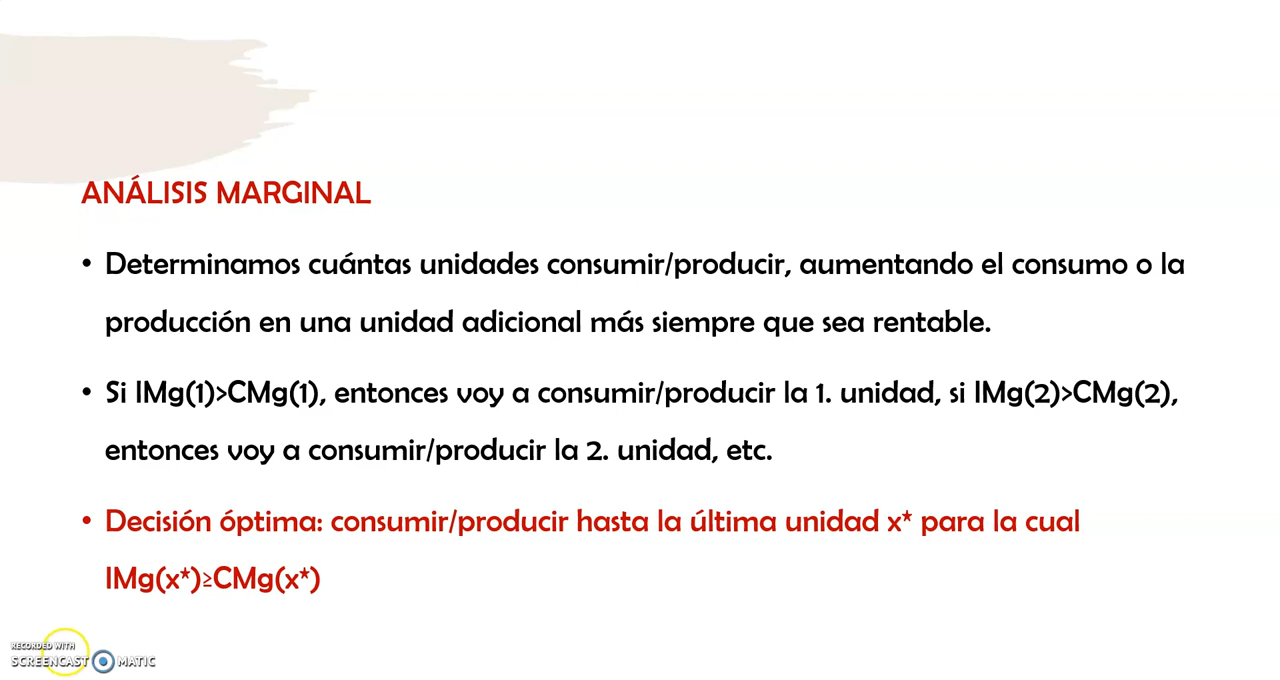 ANÁLISIS MARGINAL
• Determinamos cuántas unidades consumir/producir, aumentando el consumo o la
producción en una unidad adicional más siempre que sea rentable.
• Si IMg(1)>CMg(1), entonces voy a consumir/producir la 1. unidad, si IMg(2)>CMg(2),
entonces voy a consumir/producir la 2. unidad, etc.
• Decisión óptima: consumir/producir hasta la última unidad x* para la cual
IMg(x*)≥CMg(x*)
RECORDED WITH
SCREENCAST MATIC